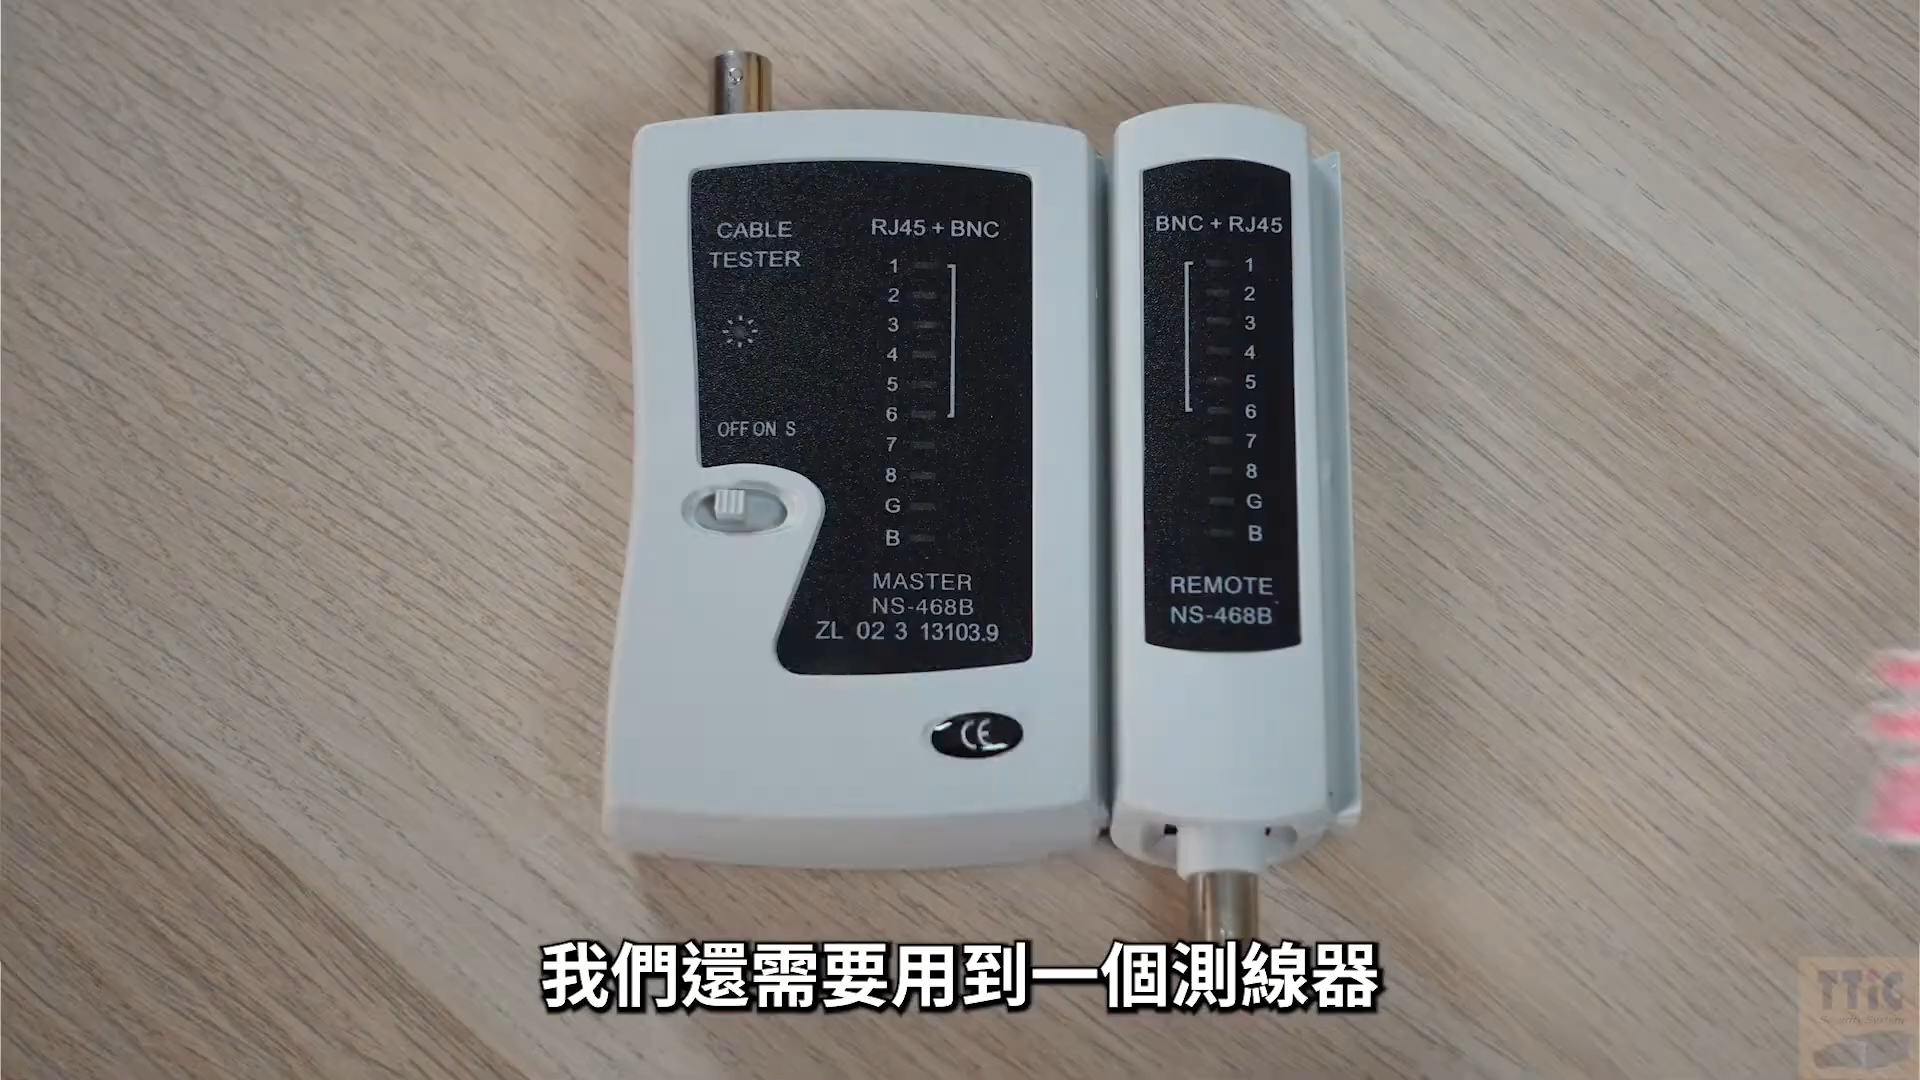 CABLE
TESTER
OFF ON S
RJ45 + BNC
1
2
3
4
5
6
7
8
G
B
MASTER
NS-468B
ZL 02 3 13103.9
CE
BNC + RJ45
1
2
3
4
5
6
7
8
G
B
REMOTE
NS-468B
我們還需要用到一個測線器
TTiC
Security System